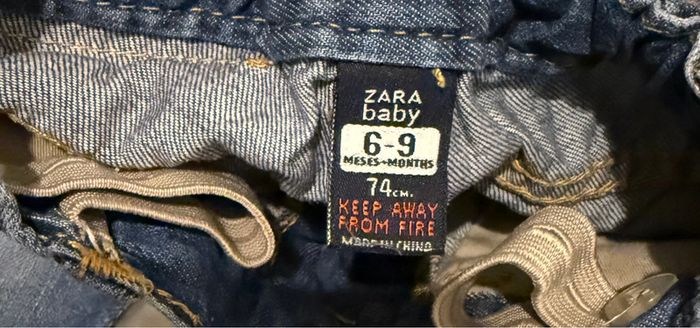 ZARA
baby
6-9
MESES-MONTHS
74CM.
KEEP AWAY
FROM FIRE
MADE IN CHINA